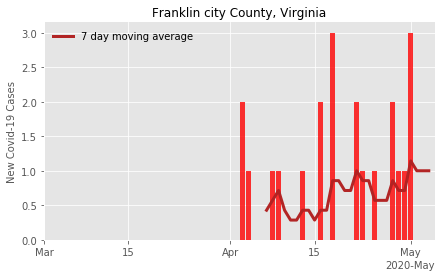 Franklin city County, Virginia
7 day moving average
New Covid-19 Cases
3.0
2.5
2.0
1.5
1.0
0.5
0.0
Mar 15 Apr 15 May
2020-May